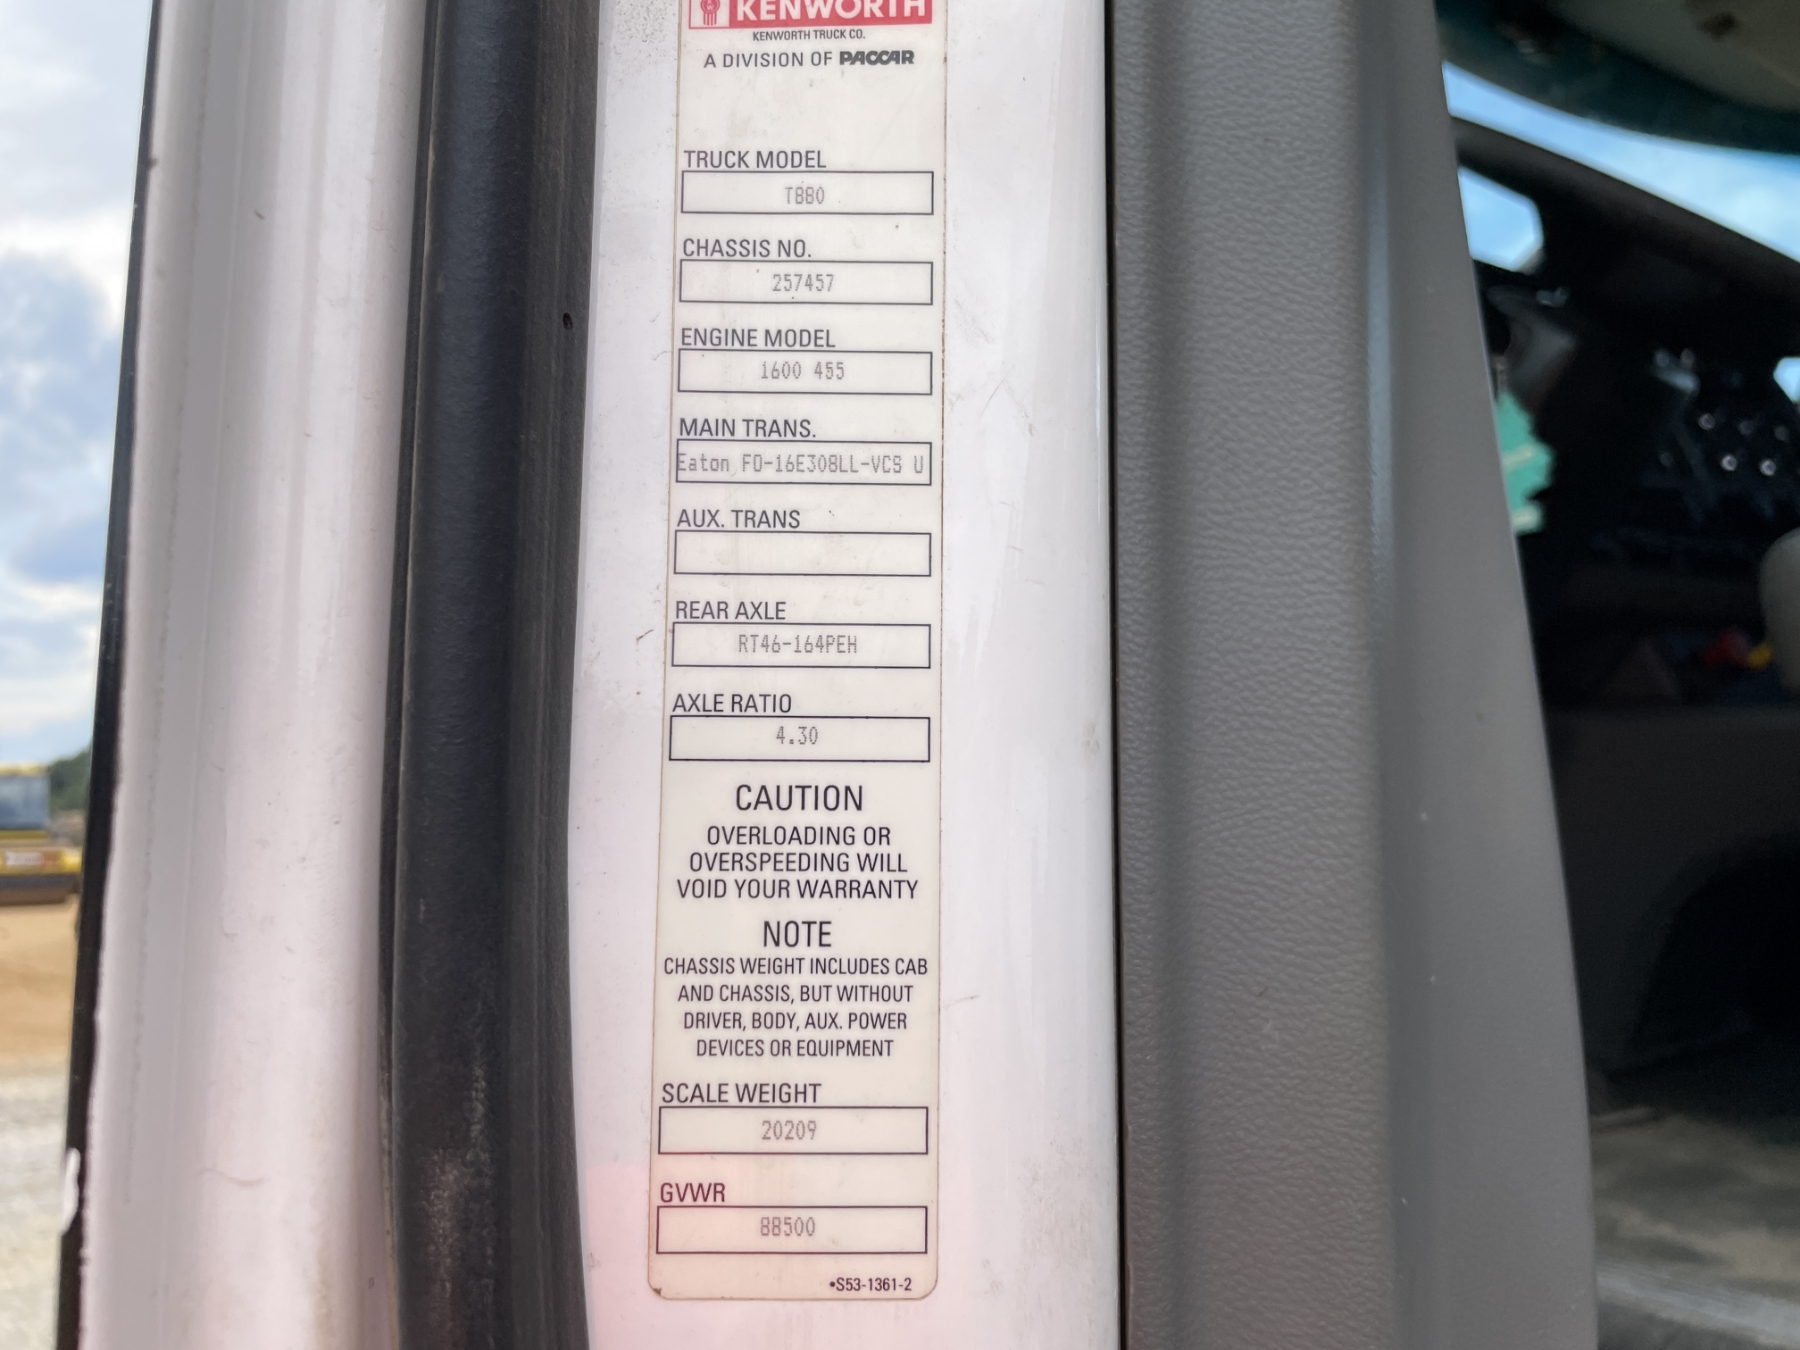 KENWORTH
KENWORTH TRUCK CO.
A DIVISION OF PACCAR
TRUCK MODEL
T880
CHASSIS NO.
257457
ENGINE MODEL
1600 455
MAIN TRANS.
Eaton FO-16E308LL-VCS U
AUX. TRANS
REAR AXLE
RT46-164PEH
AXLE RATIO
4.30
CAUTION
OVERLOADING OR
OVERSPEEDING WILL
VOID YOUR WARRANTY
NOTE
CHASSIS WEIGHT INCLUDES CAB
AND CHASSIS, BUT WITHOUT
DRIVER, BODY, AUX. POWER
DEVICES OR EQUIPMENT
SCALE WEIGHT
20209
GVWR
88500
•S53-1361-2